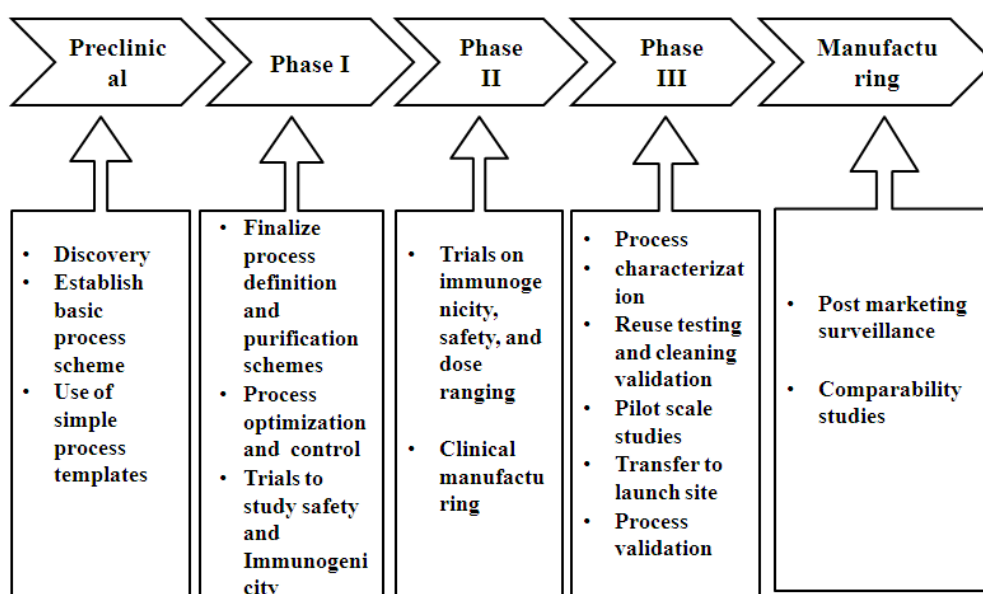 Preclinic
al
Phase I
Phase
II
Phase
III
Manufactu
ring
• Discovery
• Establish
basic
process
scheme
• Use of
simple
process
templates
• Finalize
process
definition
and
purification
schemes
• Process
optimization
and control
• Trials to
study safety
and
Immunogeni
city
• Trials on
immunoge
nicity,
safety, and
dose
ranging
• Clinical
manufactu
ring
• Process
• characterizat
ion
• Reuse testing
and cleaning
validation
• Pilot scale
studies
• Transfer to
launch site
• Process
validation
• Post marketing
surveillance
• Comparability
studies